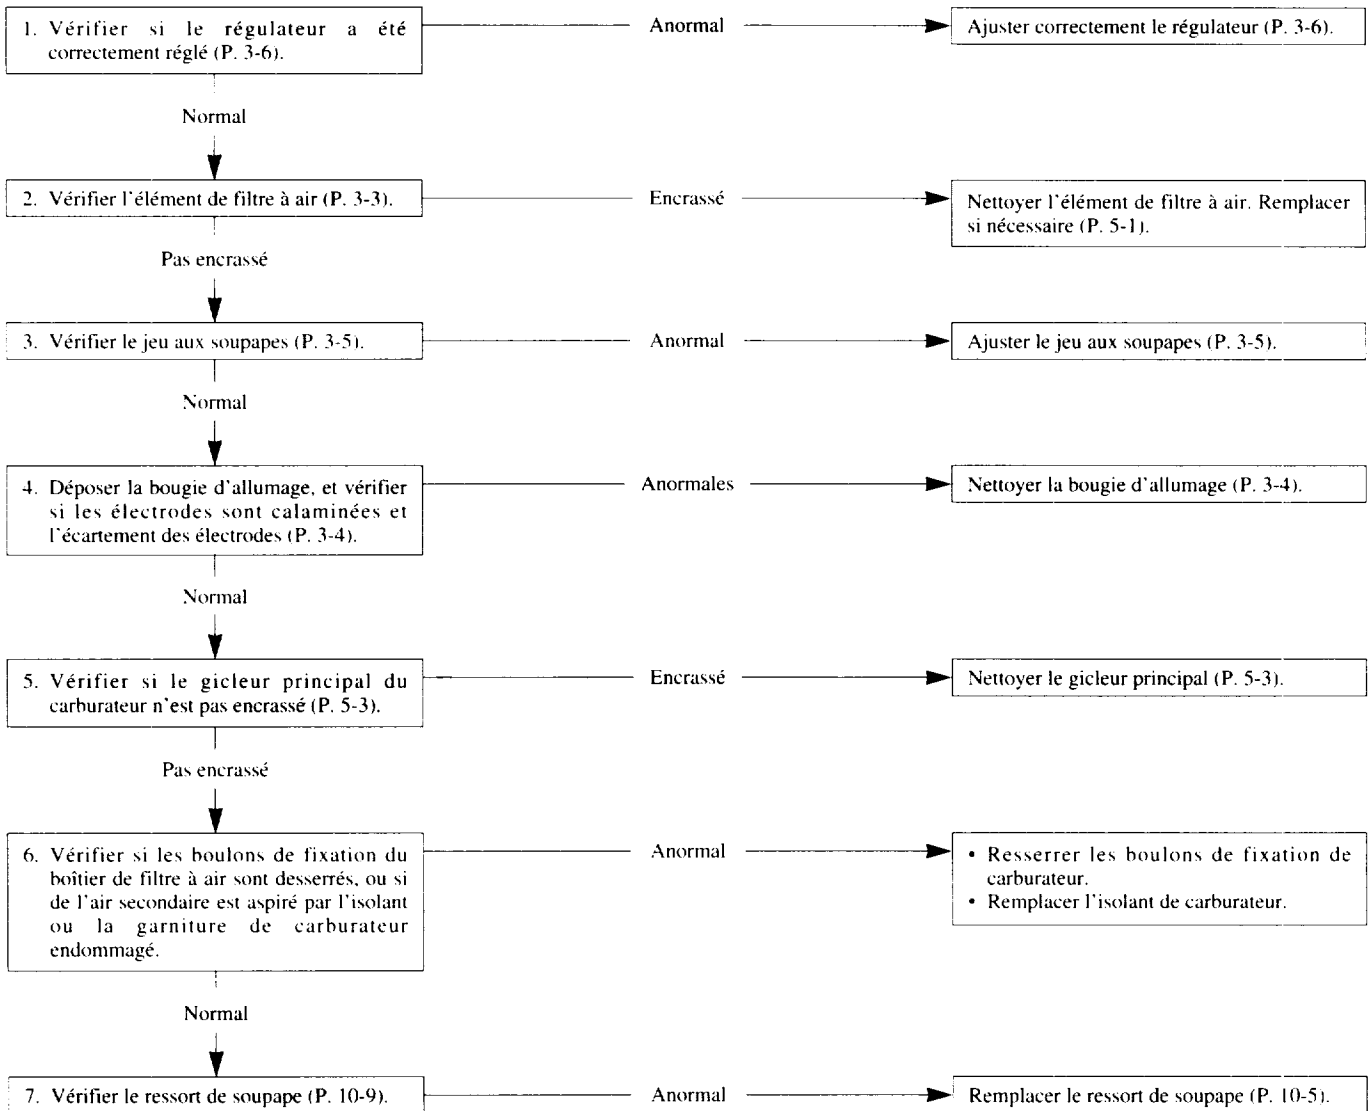 1. Vérifier si le régulateur a été
correctement réglé (P. 3-6).
Anormal
Ajuster correctement le régulateur (P. 3-6).
Normal
2. Vérifier l'élément de filtre à air (P. 3-3).
Encrassé
Nettoyer l'élément de filtre à air. Remplacer
si nécessaire (P. 5-1).
Pas encrassé
3. Vérifier le jeu aux soupapes (P. 3-5).
Anormal
Ajuster le jeu aux soupapes (P. 3-5).
Normal
4. Déposer la bougie d'allumage, et vérifier
si les électrodes sont calaminées et
l'écartement des électrodes (P. 3-4).
Anormales
Nettoyer la bougie d'allumage (P. 3-4).
Normal
5. Vérifier si le gicleur principal du
carburateur n'est pas encrassé (P. 5-3).
Encrassé
Nettoyer le gicleur principal (P. 5-3).
Pas encrassé
6. Vérifier si les boulons de fixation du
boîtier de filtre à air sont desserrés, ou si
de l'air secondaire est aspiré par l'isolant
ou la garniture de carburateur
endommagé.
Anormal
• Resserrer les boulons de fixation de
carburateur.
• Remplacer l'isolant de carburateur.
Normal
7. Vérifier le ressort de soupape (P. 10-9).
Anormal
Remplacer le ressort de soupape (P. 10-5).